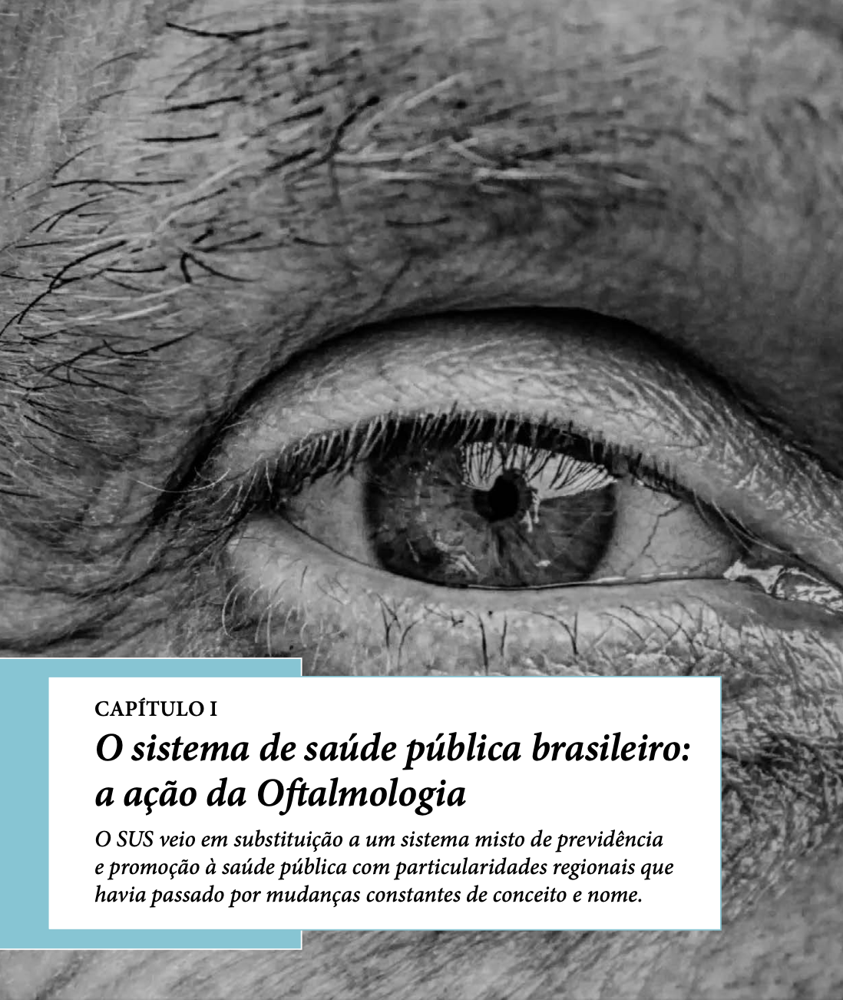 CAPÍTULO I
O sistema de saúde pública brasileiro:
a ação da Oftalmologia
O SUS veio em substituição a um sistema misto de previdência
e promoção à saúde pública com particularidades regionais que
havia passado por mudanças constantes de conceito e nome.